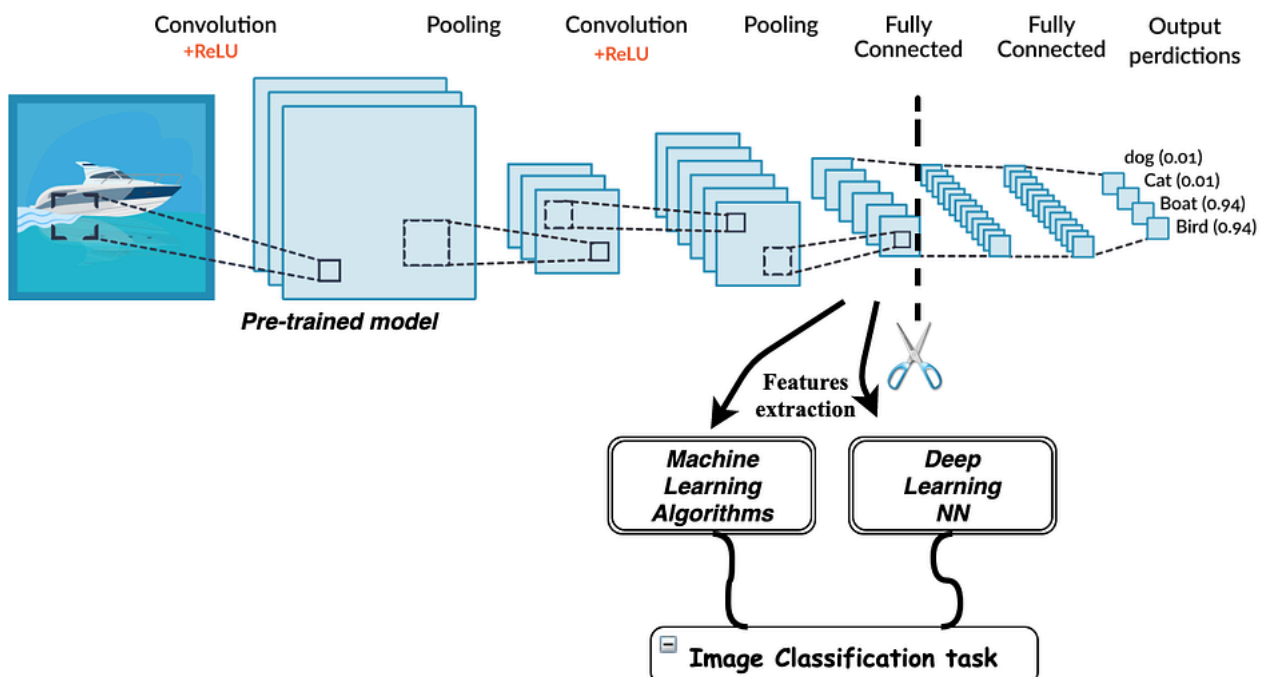 Convolution
+ReLU
Pooling
Convolution
+ReLU
Pooling
Fully
Connected
Fully
Connected
Output
perdictions
dog (0.01)
Cat (0.01)
Boat (0.94)
Bird (0.94)
Pre-trained model
Features
extraction
Machine
Learning
Algorithms
Deep
Learning
NN
Image Classification task